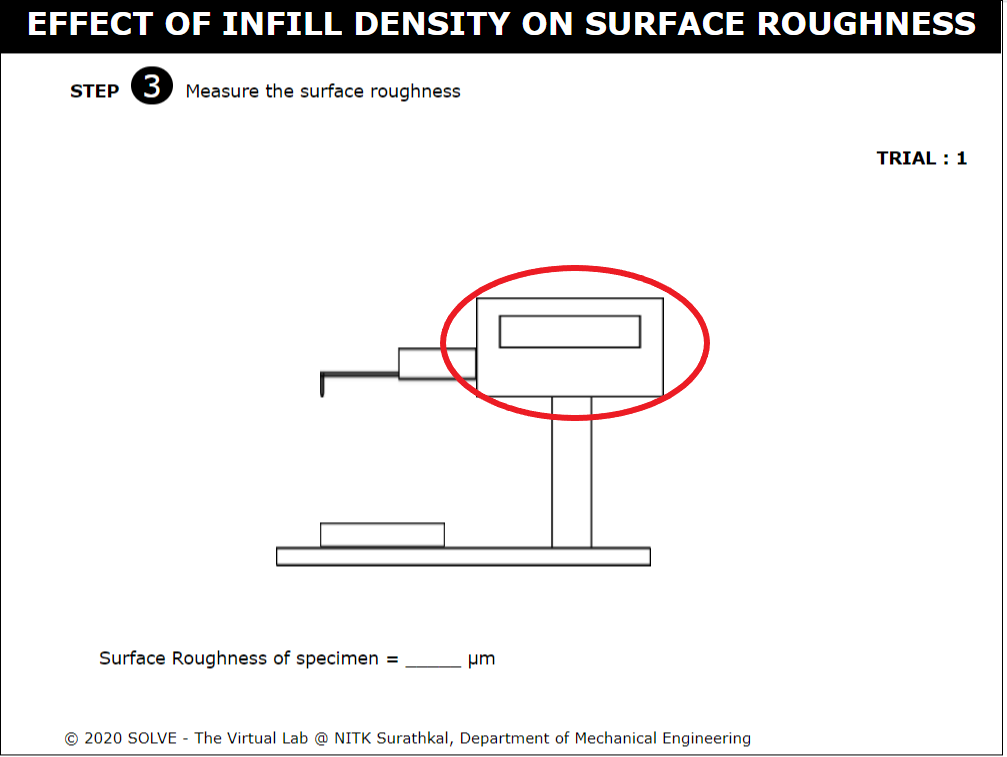 EFFECT OF INFILL DENSITY ON SURFACE ROUGHNESS
STEP 3 Measure the surface roughness
TRIAL : 1
Surface Roughness of specimen = ______ μm
© 2020 SOLVE - The Virtual Lab @ NITK Surathkal, Department of Mechanical Engineering